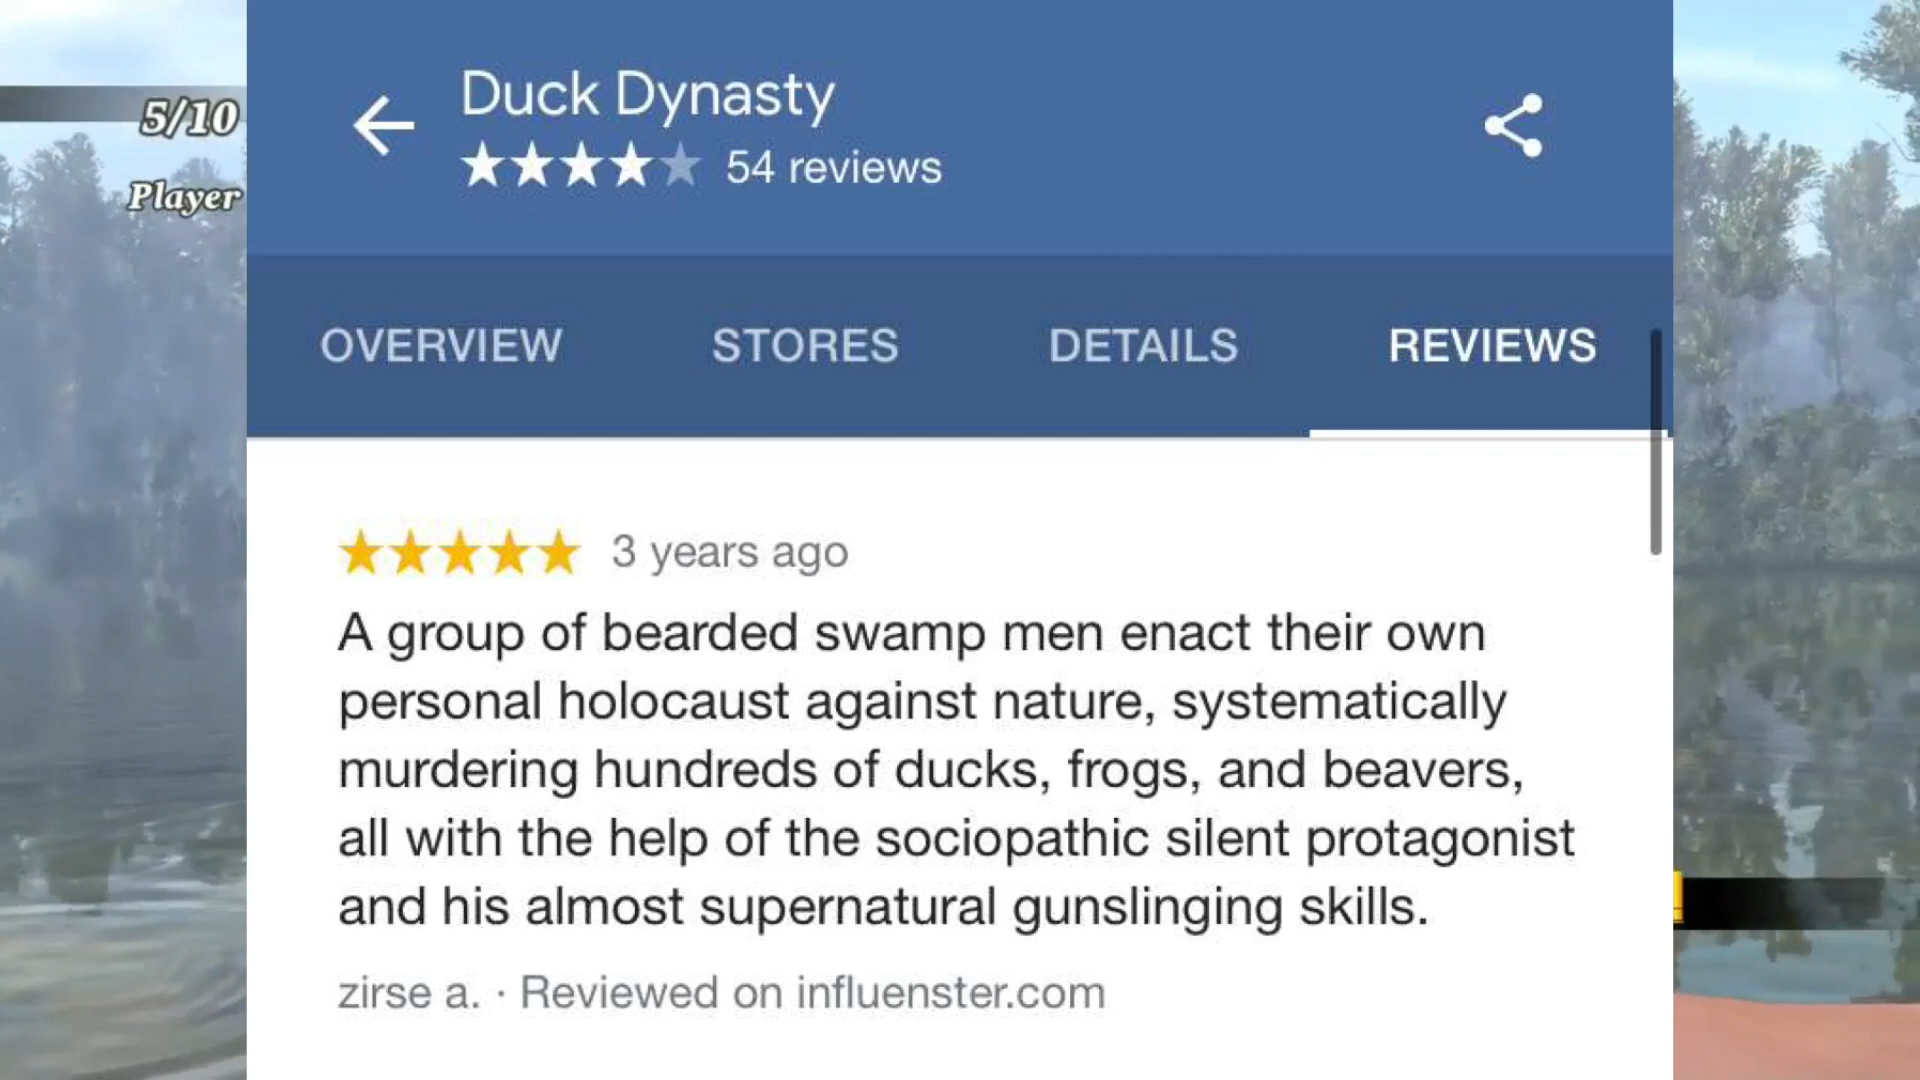 5/10
Player
Duck Dynasty
54 reviews
OVERVIEW STORES DETAILS REVIEWS
3 years ago
A group of bearded swamp men enact their own
personal holocaust against nature, systematically
murdering hundreds of ducks, frogs, and beavers,
all with the help of the sociopathic silent protagonist
and his almost supernatural gunslinging skills.
zirse a. · Reviewed on influenster.com